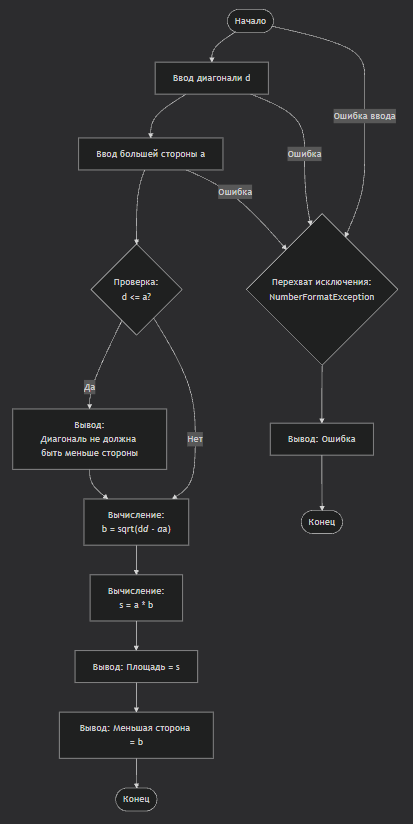 Начало
Ввод диагонали d
Ошибка ввода
Ввод большей стороны a
Ошибка
Ошибка
Проверка:
d <= a?
Перехват исключения:
NumberFormatException
Да
Вывод:
Диагональ не должна
быть меньше стороны
Нет
Вывод: Ошибка
Вычисление:
b = sqrt(dd - aa)
Конец
Вычисление:
s = a * b
Вывод: Площадь = s
Вывод: Меньшая сторона
= b
Конец